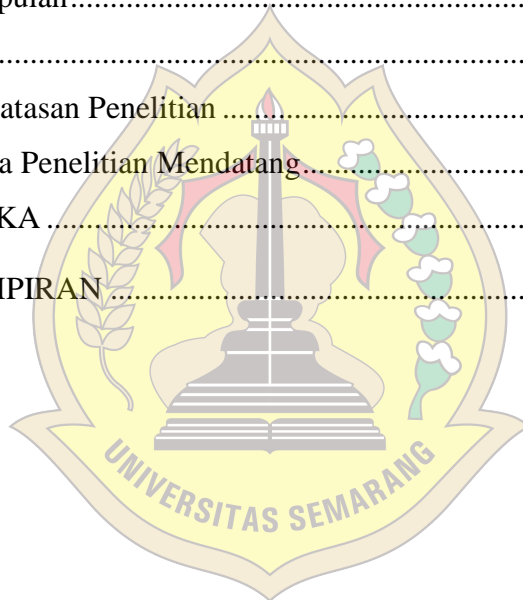 pulan....................................................................
....................................................................
atasan Penelitian ....................................................................
a Penelitian Mendatang....................................................................
KA ....................................................................
IPIRAN ....................................................................
UNIVERSITAS SEMARANG